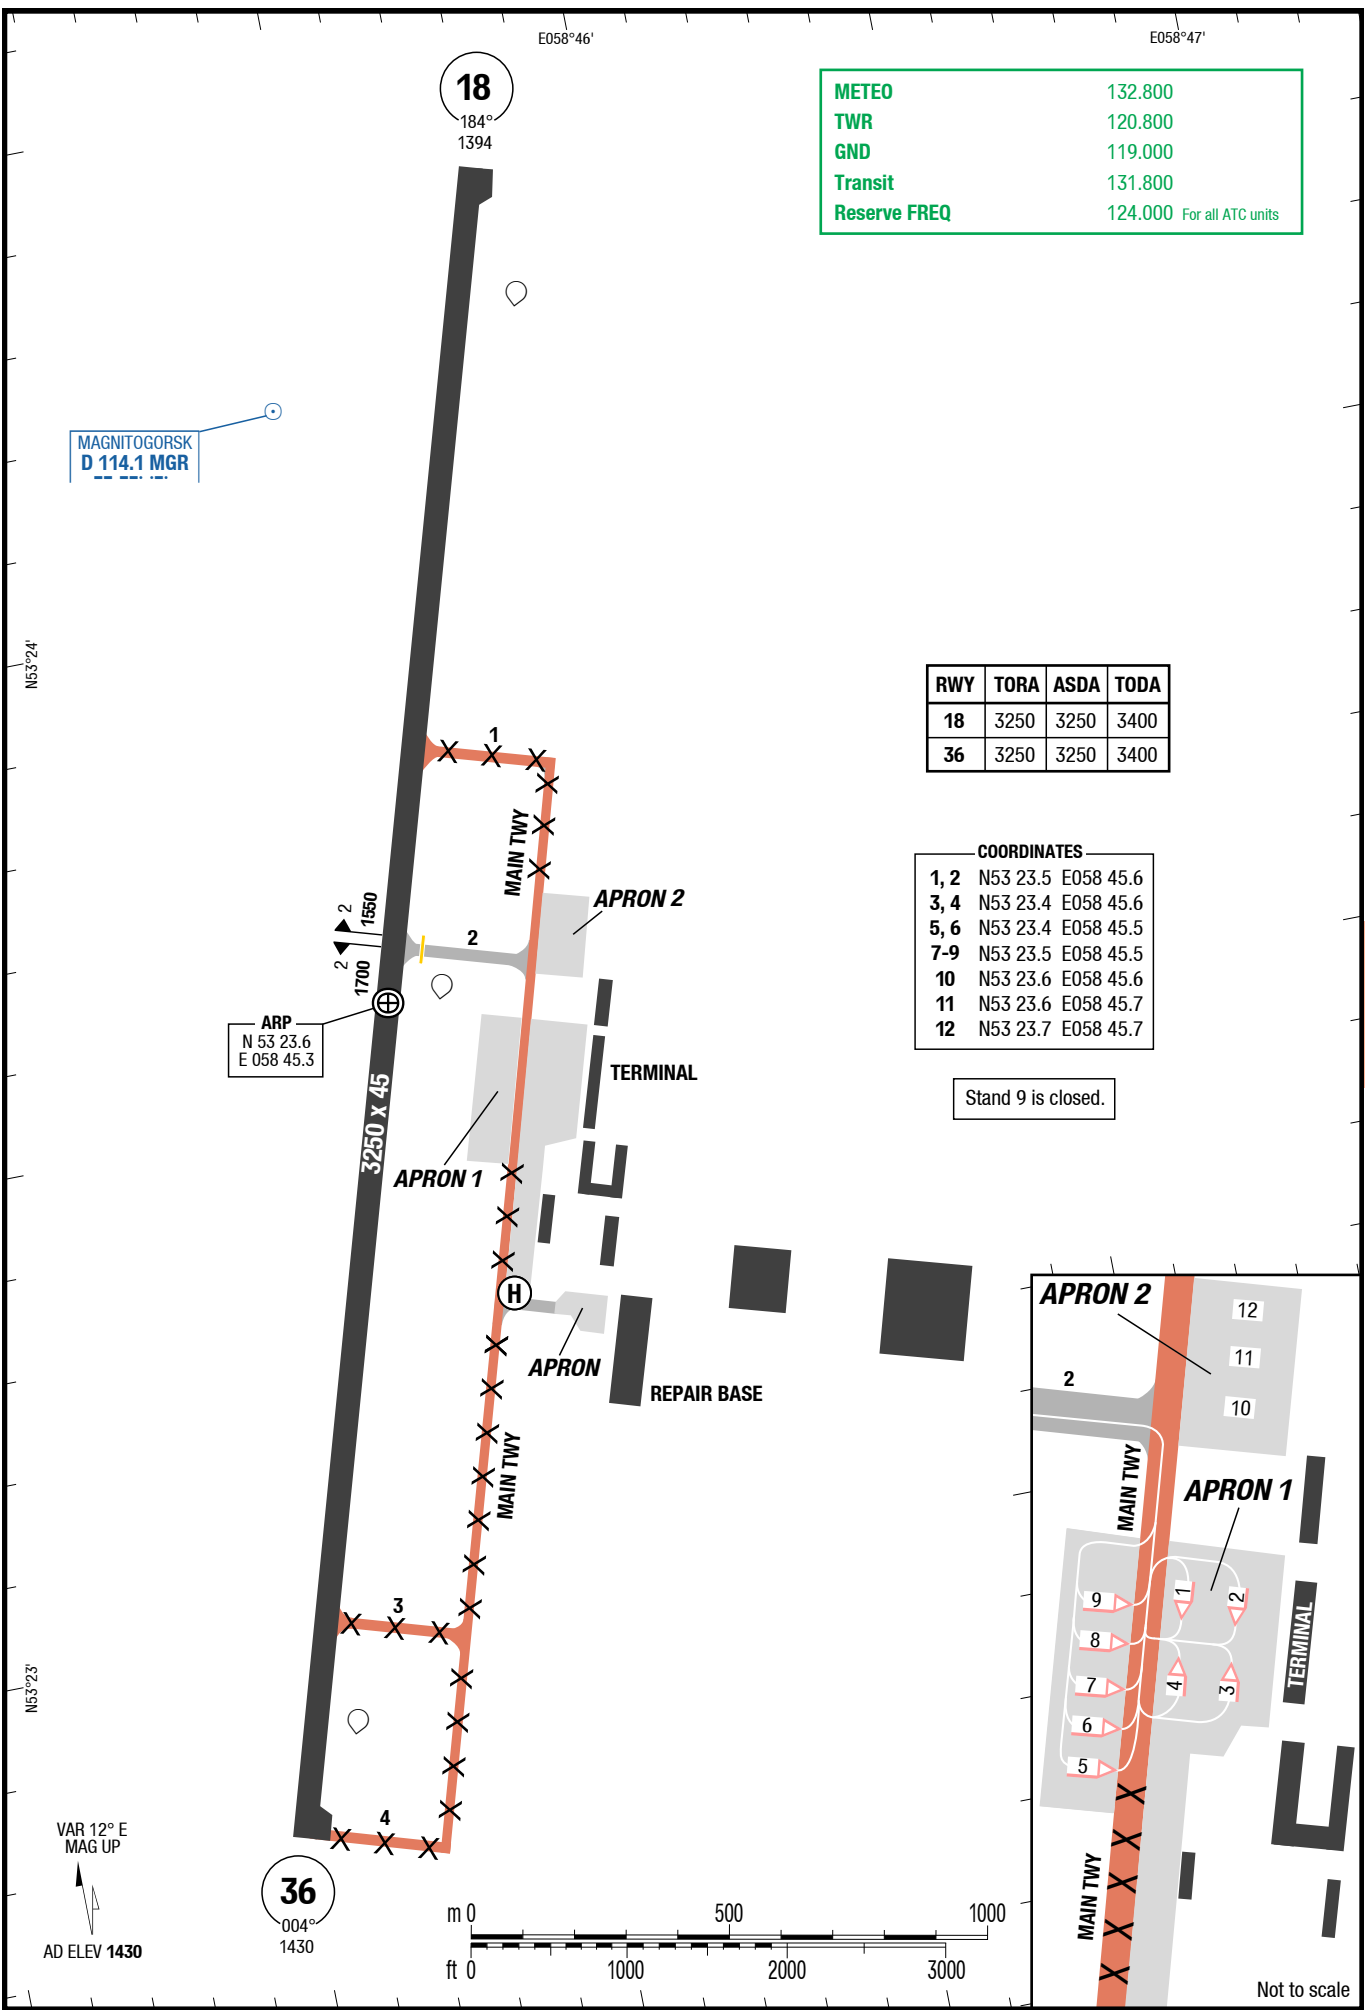 E058°46'
E058°47'
18
184°
1394
METEO 132.800
TWR 120.800
GND 119.000
Transit 131.800
Reserve FREQ 124.000 For all ATC units
MAGNITOGORSK
D 114.1 MGR
N53°24'
RWY TORA ASDA TODA
18 3250 3250 3400
36 3250 3250 3400
1
MAIN TWY
APRON 2
2
2
1550
2
1700
ARP
N 53 23.6
E 058 45.3
COORDINATES
1, 2 N53 23.5 E058 45.6
3, 4 N53 23.4 E058 45.6
5, 6 N53 23.4 E058 45.5
7-9 N53 23.5 E058 45.5
10 N53 23.6 E058 45.6
11 N53 23.6 E058 45.7
12 N53 23.7 E058 45.7
Stand 9 is closed.
TERMINAL
3250 x 45
APRON 1
H
APRON
REPAIR BASE
MAIN TWY
3
N53°23'
4
36
004°
1430
VAR 12° E
MAG UP
AD ELEV 1430
m 0 500 1000
ft 0 1000 2000 3000
APRON 2
12
11
10
2
MAIN TWY
APRON 1
9
8
7
6
5
1
2
4
3
TERMINAL
MAIN TWY
Not to scale